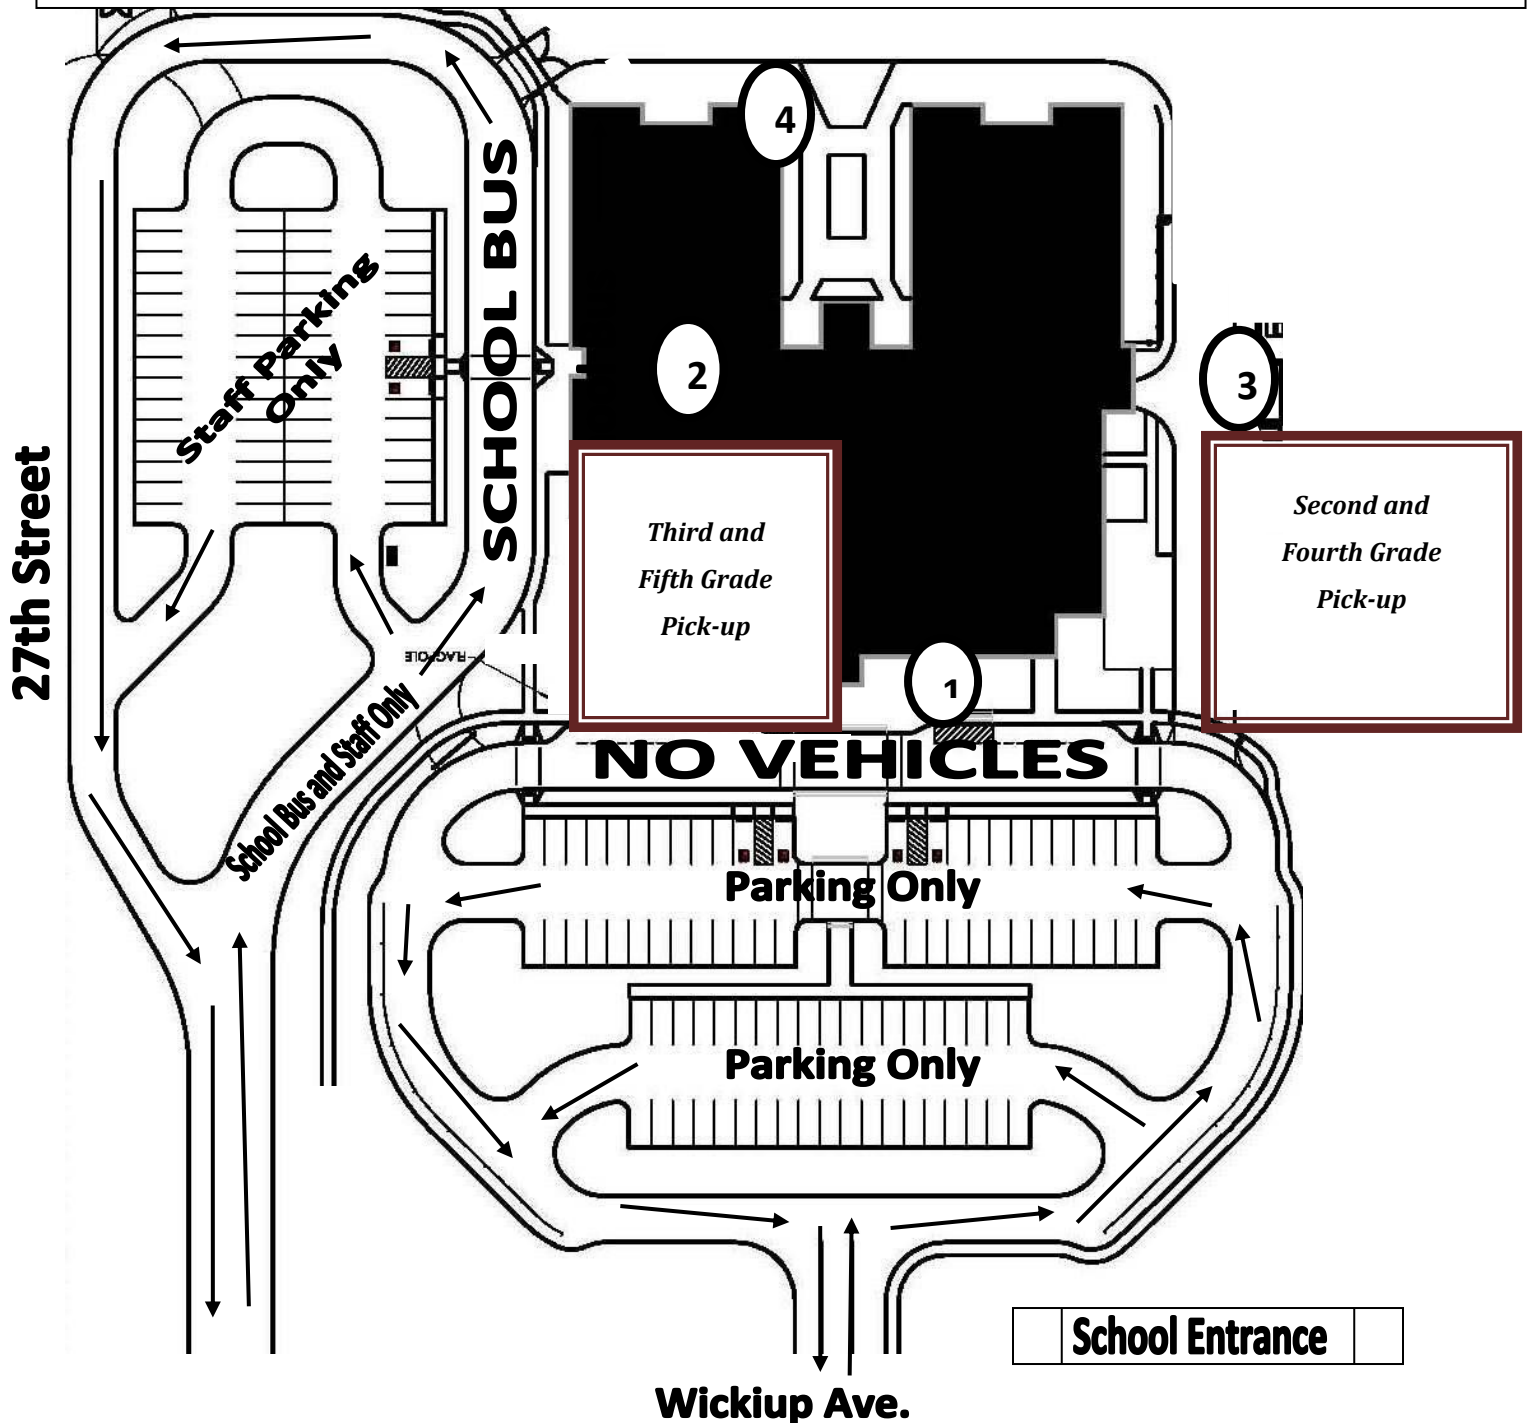 4
SCHOOL BUS
Staff Parking
Only
2
3
27th Street
Third and
Fifth Grade
Pick-up
Second and
Fourth Grade
Pick-up
FLAGPOLE
1
School Bus and Staff Only
NO VEHICLES
Parking Only
Parking Only
School Entrance
Wickiup Ave.